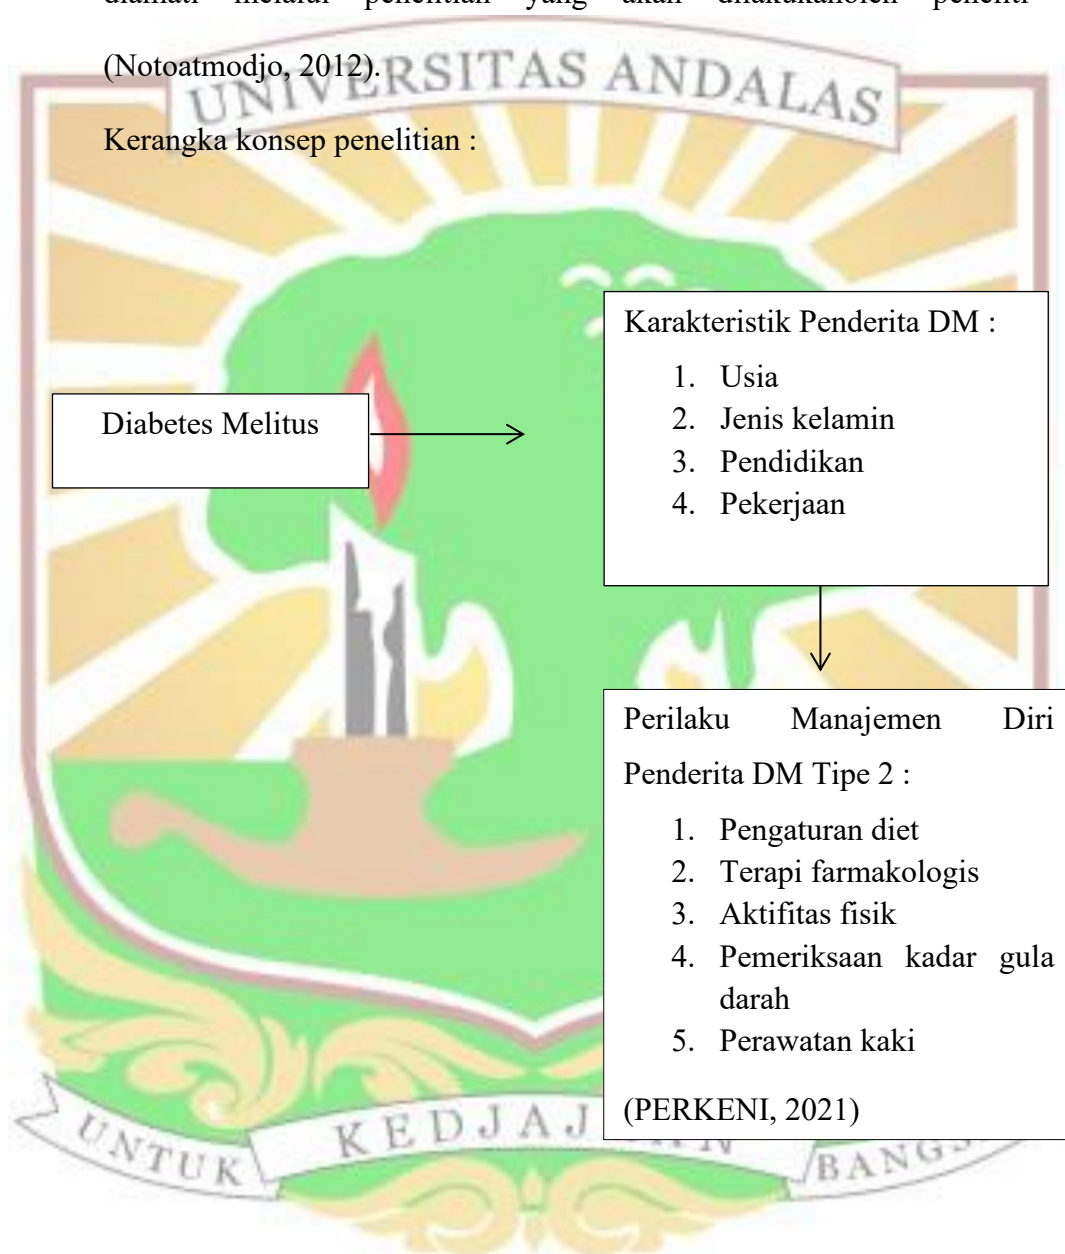 (Notoatmodjo, 2012).
UNIVERSITAS ANDALAS
Kerangka konsep penelitian :
Diabetes Melitus
Karakteristik Penderita DM :
1. Usia
2. Jenis kelamin
3. Pendidikan
4. Pekerjaan
Perilaku Manajemen Diri
Penderita DM Tipe 2 :
1. Pengaturan diet
2. Terapi farmakologis
3. Aktifitas fisik
4. Pemeriksaan kadar gula
darah
5. Perawatan kaki
(PERKENI, 2021)
UNTUK